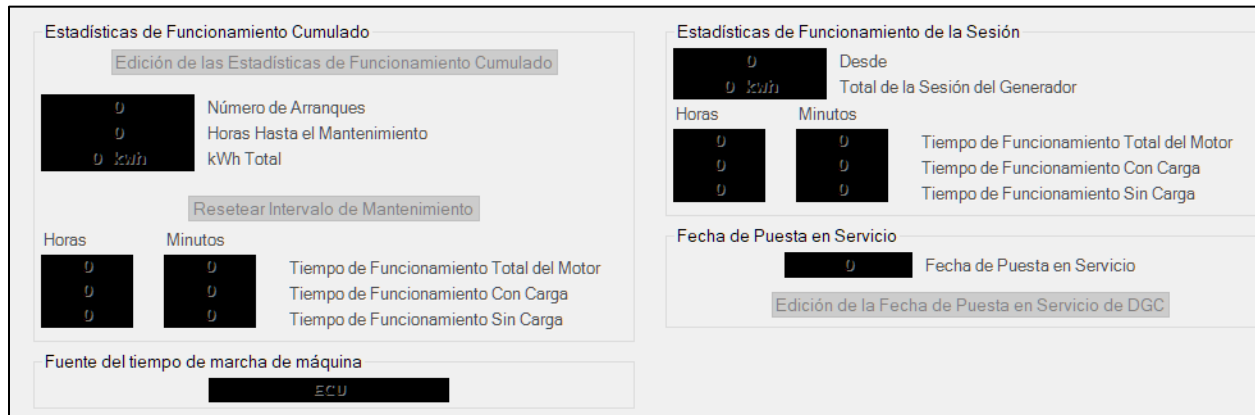 Estadísticas de Funcionamiento Cumulado
Edición de las Estadísticas de Funcionamiento Cumulado
0 Número de Arranques
0 Horas Hasta el Mantenimiento
0 kwh kWh Total
Resetear Intervalo de Mantenimiento
Horas Minutos
0 0 Tiempo de Funcionamiento Total del Motor
0 0 Tiempo de Funcionamiento Con Carga
0 0 Tiempo de Funcionamiento Sin Carga
Fuente del tiempo de marcha de máquina
ECU
Estadísticas de Funcionamiento de la Sesión
0 Desde
0 kwh Total de la Sesión del Generador
Horas Minutos
0 0 Tiempo de Funcionamiento Total del Motor
0 0 Tiempo de Funcionamiento Con Carga
0 0 Tiempo de Funcionamiento Sin Carga
Fecha de Puesta en Servicio
0 Fecha de Puesta en Servicio
Edición de la Fecha de Puesta en Servicio de DGC